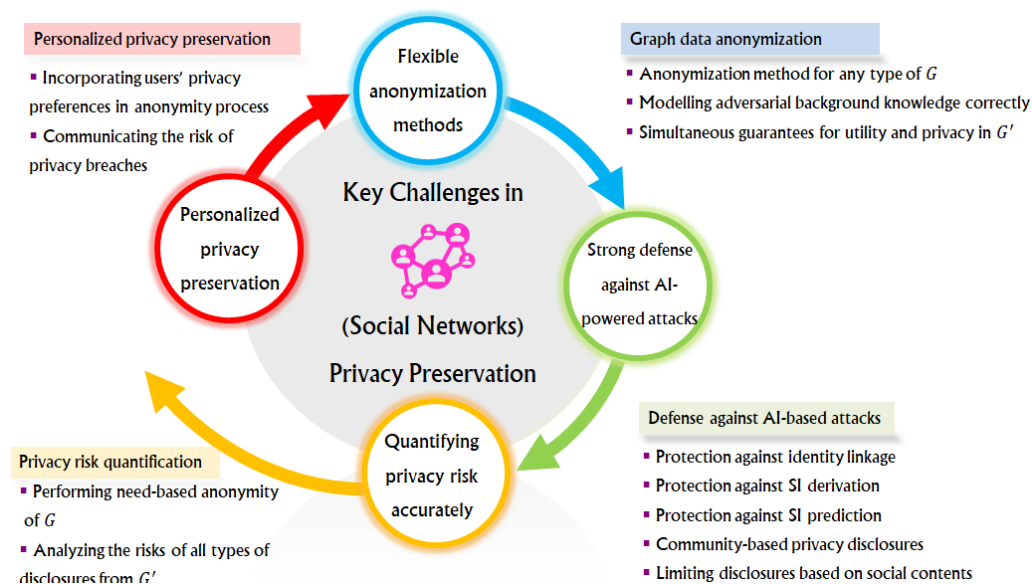 Personalized privacy preservation
▪ Incorporating users' privacy
preferences in anonymity process
▪ Communicating the risk of
privacy breaches
Flexible
anonymization
methods
Graph data anonymization
▪ Anonymization method for any type of G
▪ Modelling adversarial background knowledge correctly
▪ Simultaneous guarantees for utility and privacy in G′
Personalized
privacy
preservation
Key Challenges in
(Social Networks)
Privacy Preservation
Strong defense
against AI-
powered attacks
Quantifying
privacy risk
accurately
Privacy risk quantification
▪ Performing need-based anonymity
of G
▪ Analyzing the risks of all types of
disclosures from G′
Defense against AI-based attacks
▪ Protection against identity linkage
▪ Protection against SI derivation
▪ Protection against SI prediction
▪ Community-based privacy disclosures
▪ Limiting disclosures based on social contents